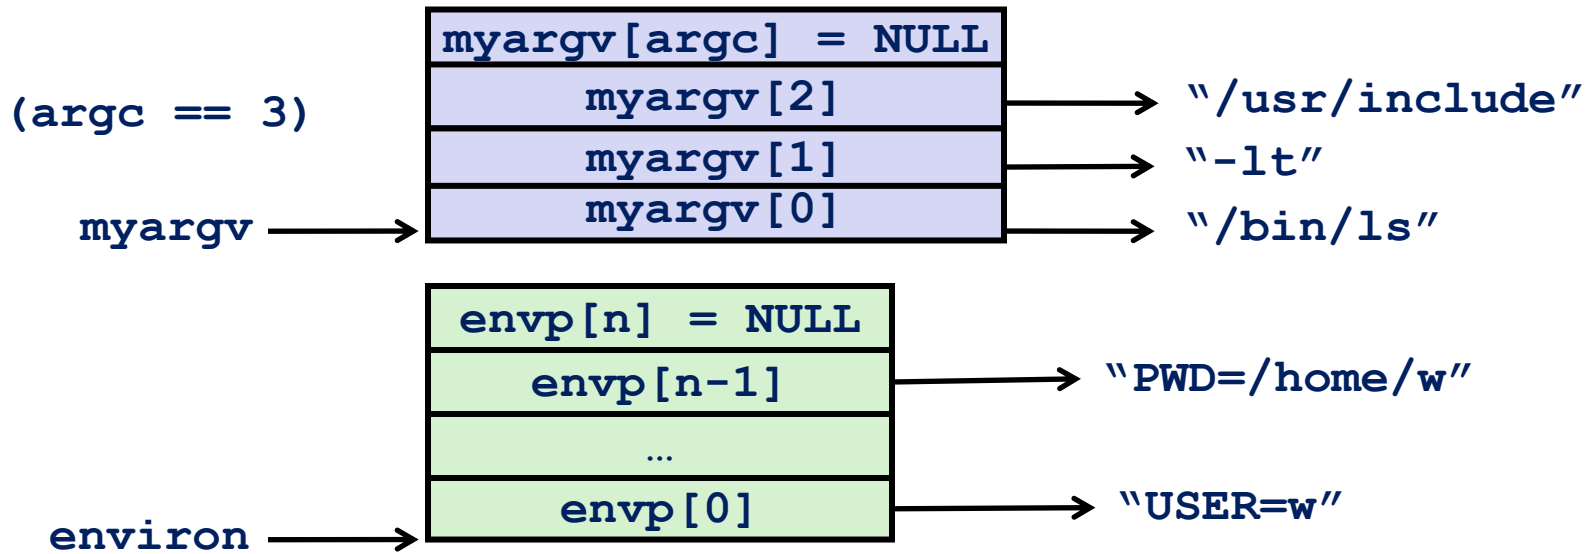 myargv[argc] = NULL
(argc == 3)
myargv[2]
“/usr/include”
myargv[1]
“-lt”
myargv
myargv[0]
“/bin/ls”
envp[n] = NULL
envp[n-1]
“PWD=/home/w”
…
envp[0]
“USER=w”
environ